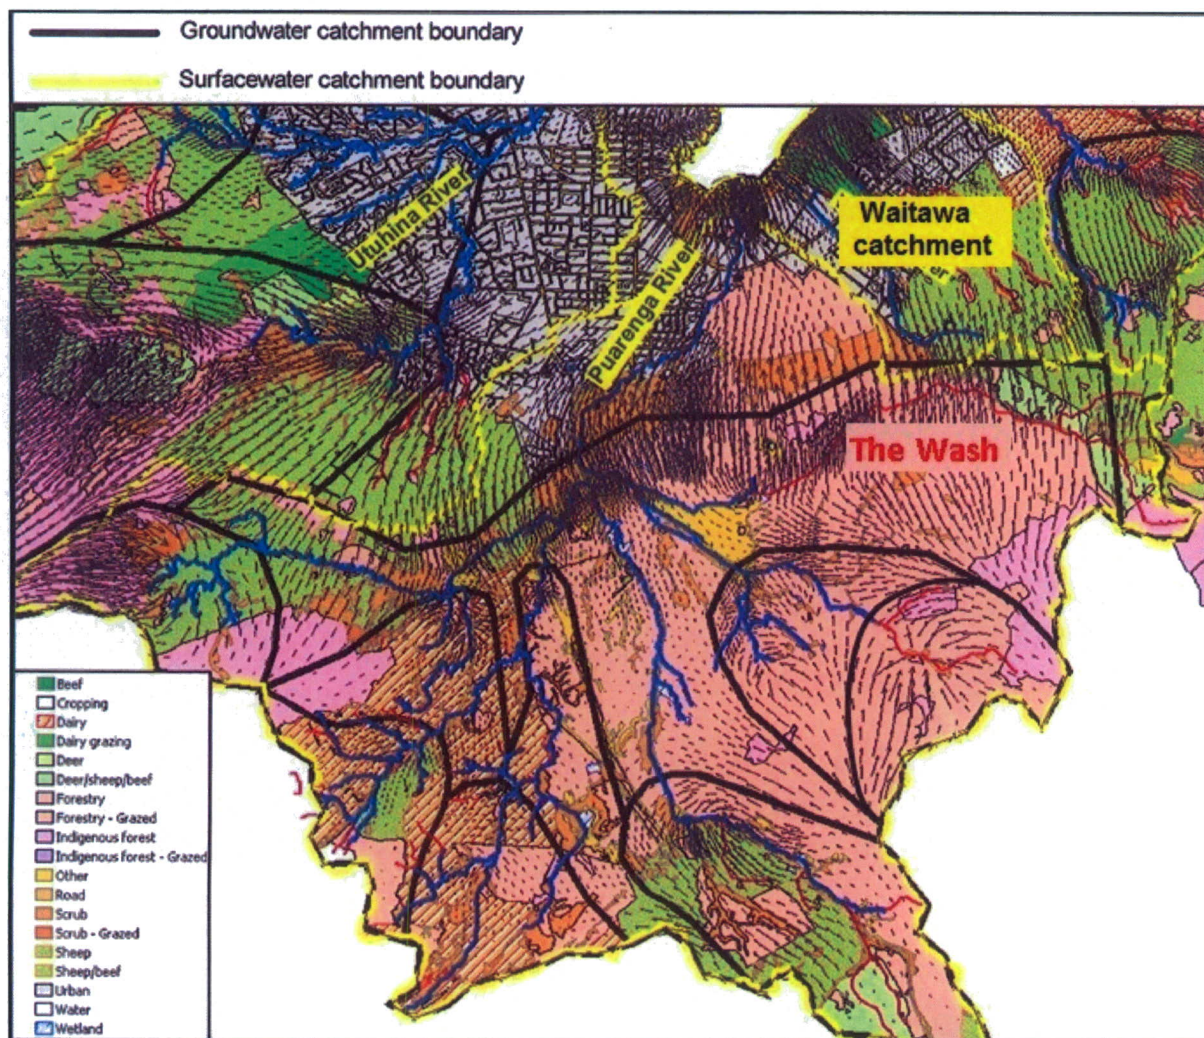 Groundwater catchment boundary
Surfacewater catchment boundary
Utuhina River
Puarenga River
Waitawa
catchment
The Wash
Beef
Cropping
Dairy
Dairy grazing
Deer
Deer/sheep/beef
Forestry
Forestry - Grazed
Indigenous forest
Indigenous forest - Grazed
Other
Road
Scrub
Scrub - Grazed
Sheep
Sheep/beef
Urban
Water
Wetland